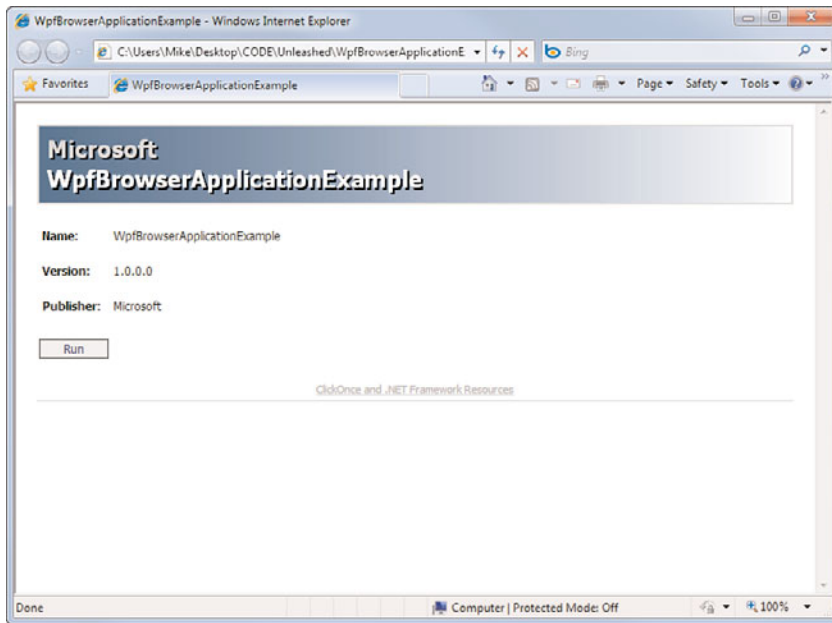 WpfBrowserApplicationExample - Windows Internet Explorer
C:\Users\Mike\Desktop\CODE\Unleashed\WpfBrowserApplicationE
Bing
Favorites
WpfBrowserApplicationExample
Page
Safety
Tools
Microsoft
WpfBrowserApplicationExample
Name: WpfBrowserApplicationExample
Version: 1.0.0.0
Publisher: Microsoft
Run
ClickOnce and .NET Framework Resources
Done
Computer | Protected Mode: Off
100%